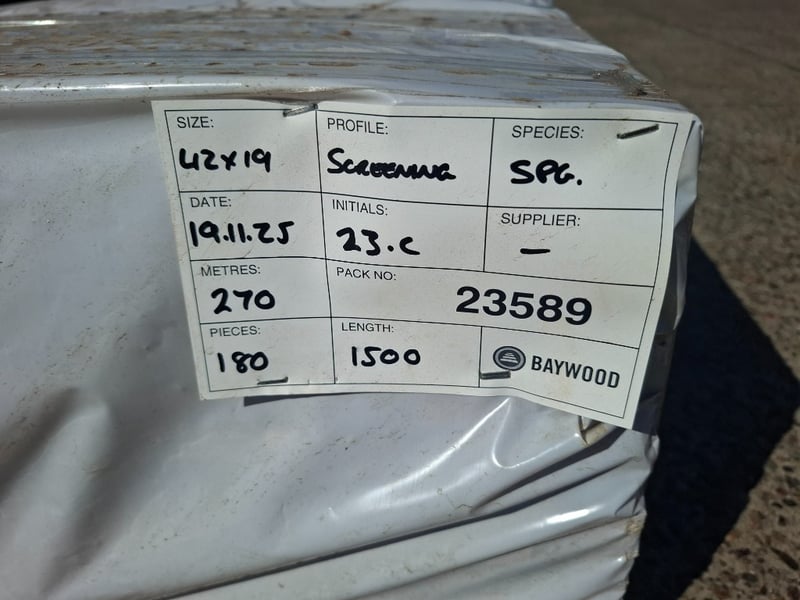 SIZE: PROFILE: SPECIES:
42x19 SCREENING SPG.
DATE: INITIALS: SUPPLIER:
19.11.25 23.C –
METRES: PACK NO:
270 23589
PIECES: LENGTH:
180 1500 BAYWOOD